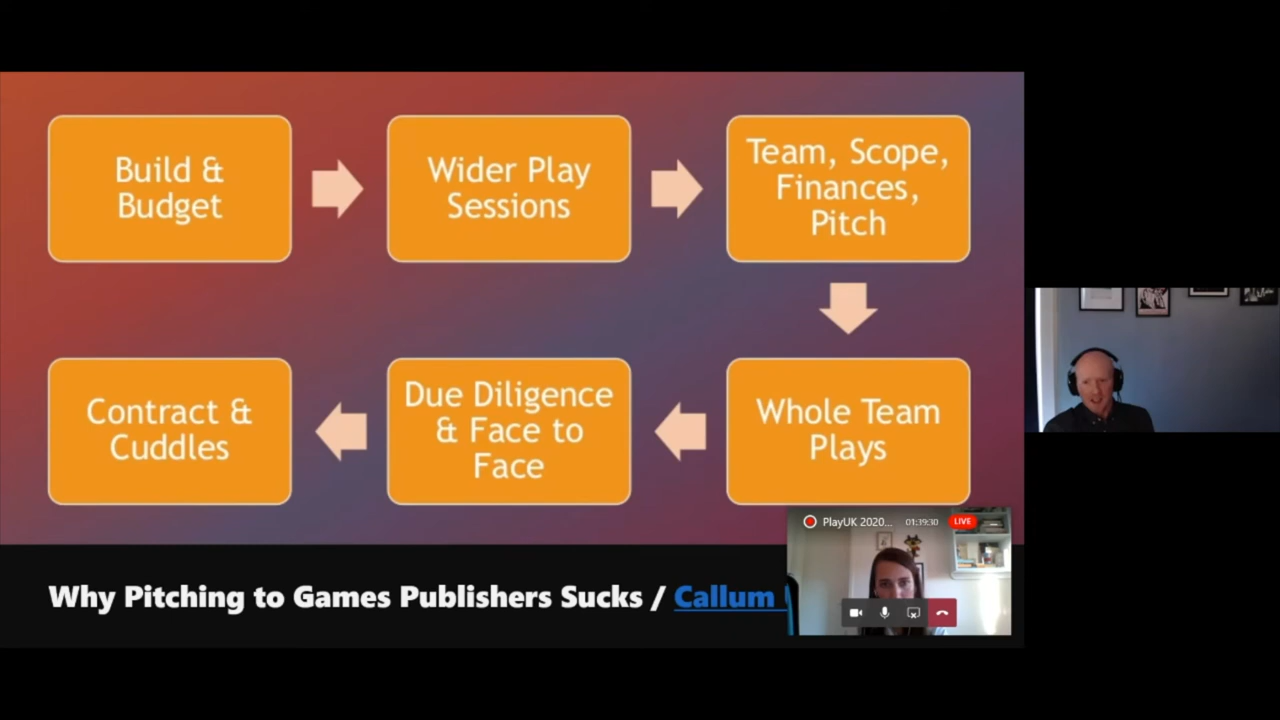 Build &
Budget
Wider Play
Sessions
Team, Scope,
Finances,
Pitch
Contract &
Cuddles
Due Diligence
& Face to
Face
Whole Team
Plays
PlayUK 2020... 01:39:30 LIVE
Why Pitching to Games Publishers Sucks / Callum